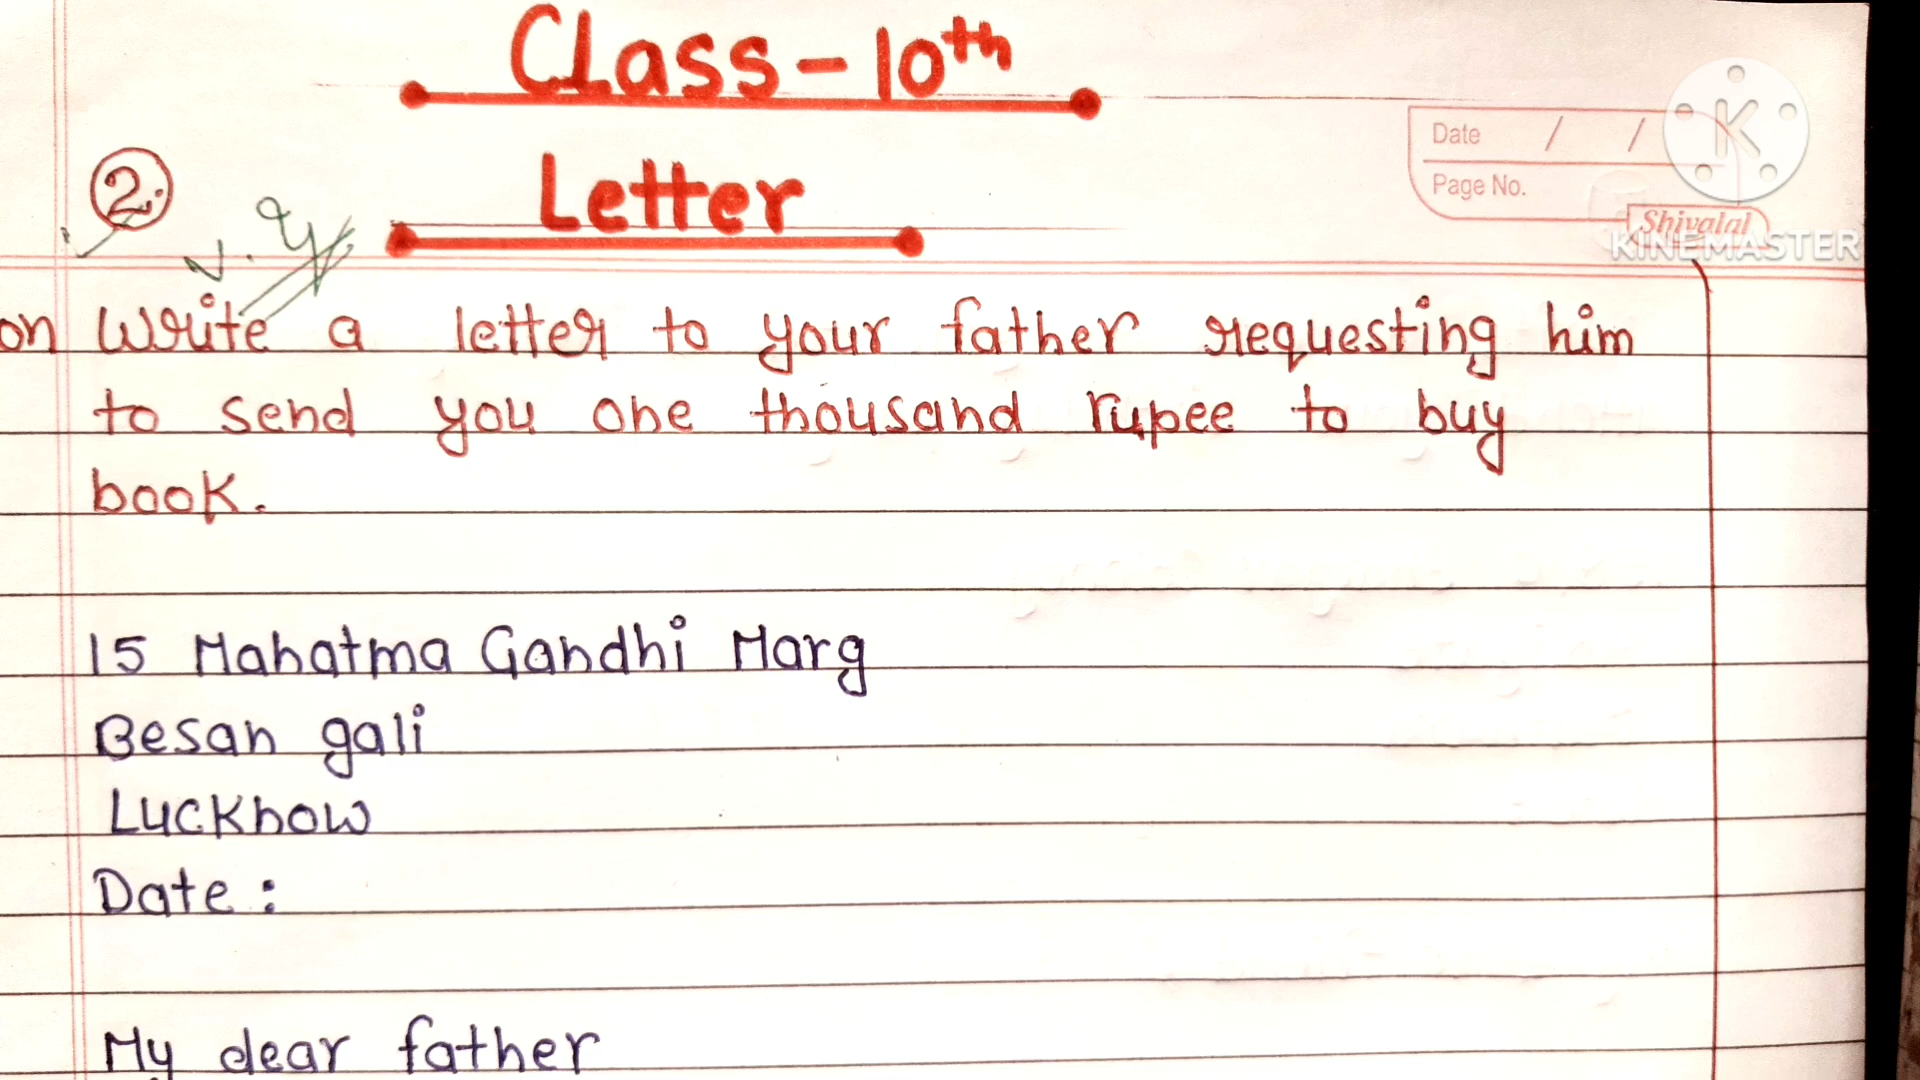 Class-10th
Date / /
Page No.
Shivalal
KINEMASTER
2.
Letter
on Write a letter to your father requesting him
to send you one thousand rupee to buy
book.
15 Mahatma Gandhi Marg
Besan gali
Lucknow
Date:
My dear father